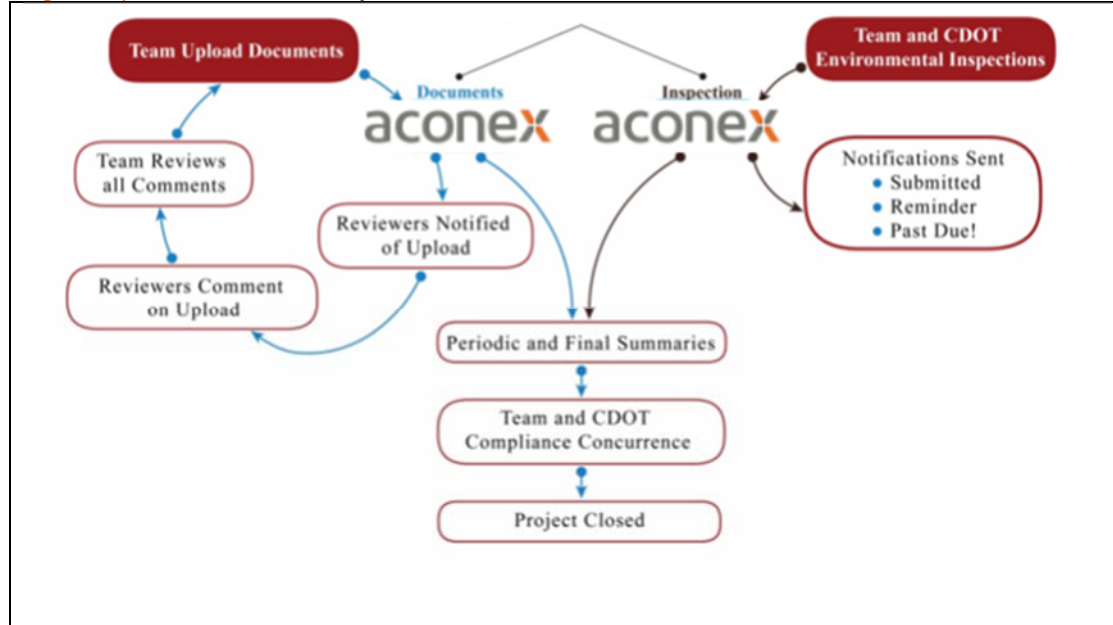 Team Upload Documents
Team and CDOT
Environmental Inspections
Documents
aconex
Inspection
aconex
Team Reviews
all Comments
Notifications Sent
• Submitted
• Reminder
• Past Due!
Reviewers Notified
of Upload
Reviewers Comment
on Upload
Periodic and Final Summaries
Team and CDOT
Compliance Concurrence
Project Closed